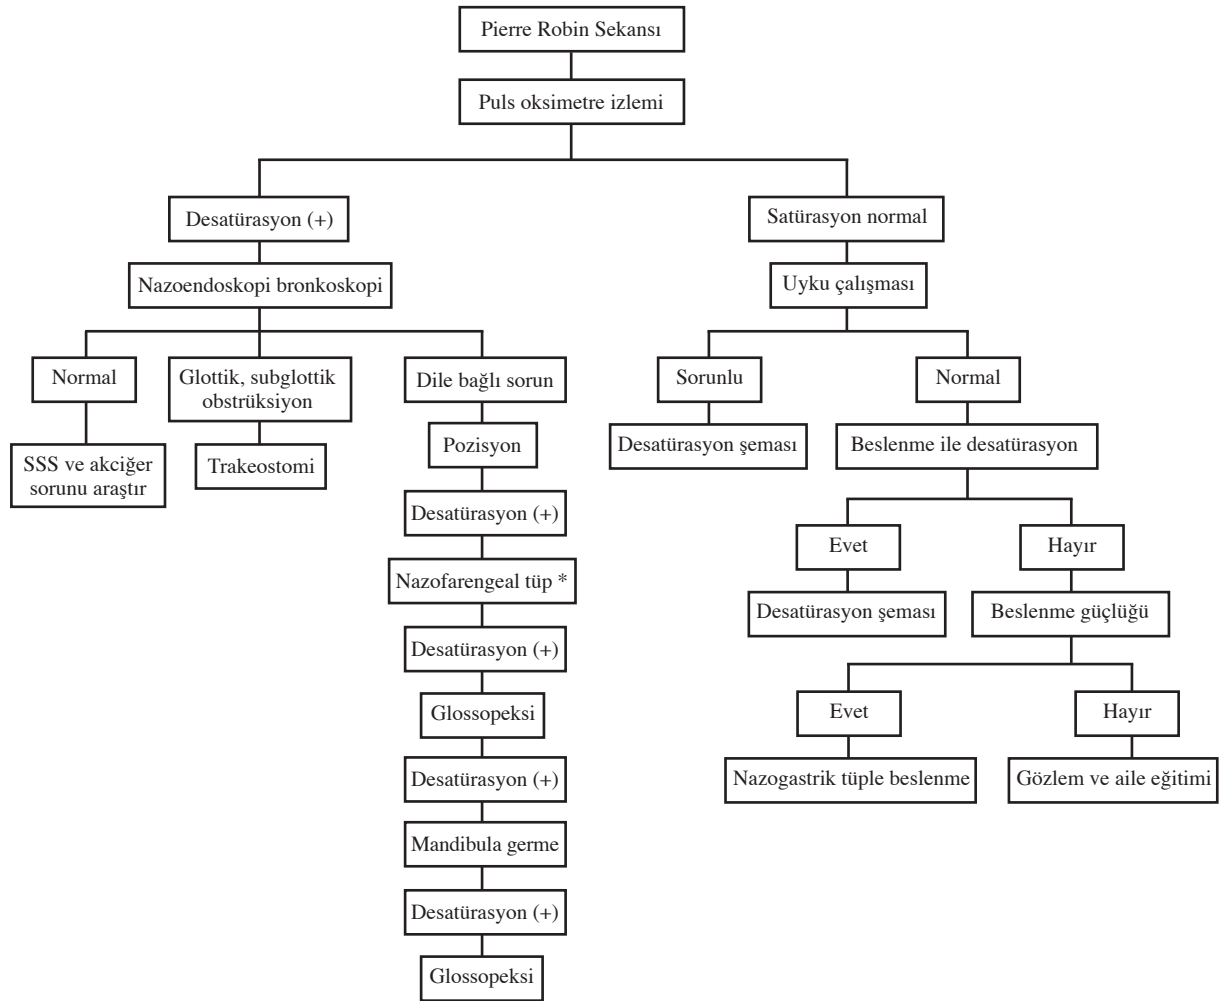 Pierre Robin Sekansı
Puls oksimetre izlemi
Desatürasyon (+)
Satürasyon normal
Nazoendoskopi bronkoskopi
Uyku çalışması
Normal
Glottik, subglottik
obstrüksiyon
Dile bağlı sorun
Sorunlu
Normal
SSS ve akciğer
sorunu araştır
Trakeostomi
Pozisyon
Desatürasyon şeması
Beslenme ile desatürasyon
Desatürasyon (+)
Evet
Hayır
Nazofarengeal tüp *
Desatürasyon şeması
Beslenme güçlüğü
Desatürasyon (+)
Glossopeksi
Evet
Hayır
Desatürasyon (+)
Nazogastrik tüple beslenme
Gözlem ve aile eğitimi
Mandibula germe
Desatürasyon (+)
Glossopeksi